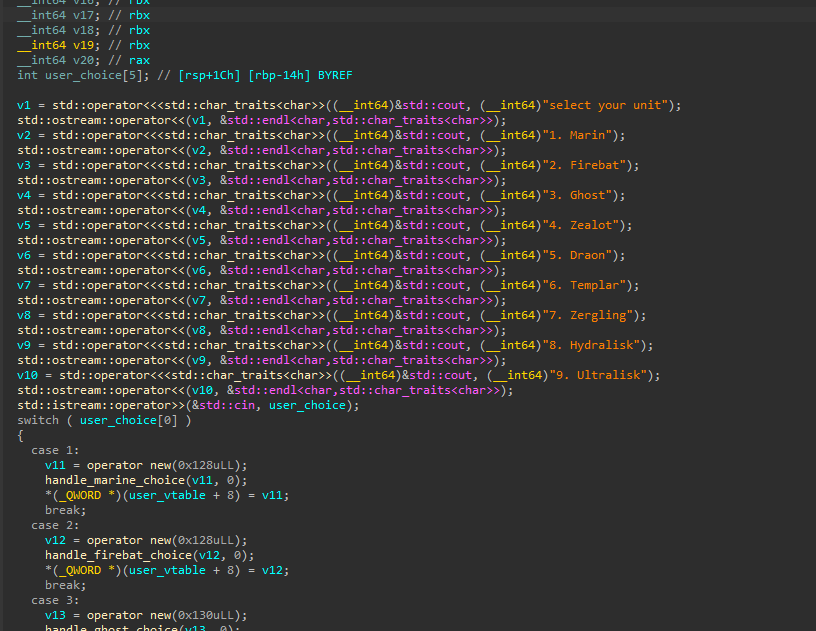 __int64 v16; // rbx
__int64 v17; // rbx
__int64 v18; // rbx
__int64 v19; // rbx
__int64 v20; // rax
int user_choice[5]; // [rsp+1Ch] [rbp-14h] BYREF
v1 = std::operator<<<std::char_traits<char>>((__int64)&std::cout, (__int64)"select your unit");
std::ostream::operator<<(v1, &std::endl<char,std::char_traits<char>>);
v2 = std::operator<<<std::char_traits<char>>((__int64)&std::cout, (__int64)"1. Marin");
std::ostream::operator<<(v2, &std::endl<char,std::char_traits<char>>);
v3 = std::operator<<<std::char_traits<char>>((__int64)&std::cout, (__int64)"2. Firebat");
std::ostream::operator<<(v3, &std::endl<char,std::char_traits<char>>);
v4 = std::operator<<<std::char_traits<char>>((__int64)&std::cout, (__int64)"3. Ghost");
std::ostream::operator<<(v4, &std::endl<char,std::char_traits<char>>);
v5 = std::operator<<<std::char_traits<char>>((__int64)&std::cout, (__int64)"4. Zealot");
std::ostream::operator<<(v5, &std::endl<char,std::char_traits<char>>);
v6 = std::operator<<<std::char_traits<char>>((__int64)&std::cout, (__int64)"5. Draon");
std::ostream::operator<<(v6, &std::endl<char,std::char_traits<char>>);
v7 = std::operator<<<std::char_traits<char>>((__int64)&std::cout, (__int64)"6. Templar");
std::ostream::operator<<(v7, &std::endl<char,std::char_traits<char>>);
v8 = std::operator<<<std::char_traits<char>>((__int64)&std::cout, (__int64)"7. Zergling");
std::ostream::operator<<(v8, &std::endl<char,std::char_traits<char>>);
v9 = std::operator<<<std::char_traits<char>>((__int64)&std::cout, (__int64)"8. Hydralisk");
std::ostream::operator<<(v9, &std::endl<char,std::char_traits<char>>);
v10 = std::operator<<<std::char_traits<char>>((__int64)&std::cout, (__int64)"9. Ultralisk");
std::ostream::operator<<(v10, &std::endl<char,std::char_traits<char>>);
std::istream::operator>>(&std::cin, user_choice);
switch ( user_choice[0] )
{
case 1:
v11 = operator new(0x128uLL);
handle_marine_choice(v11, 0);
*(_QWORD *)(user_vtable + 8) = v11;
break;
case 2:
v12 = operator new(0x128uLL);
handle_firebat_choice(v12, 0);
*(_QWORD *)(user_vtable + 8) = v12;
break;
case 3:
v13 = operator new(0x130uLL);
handle_ghost_choice(v13, 0);